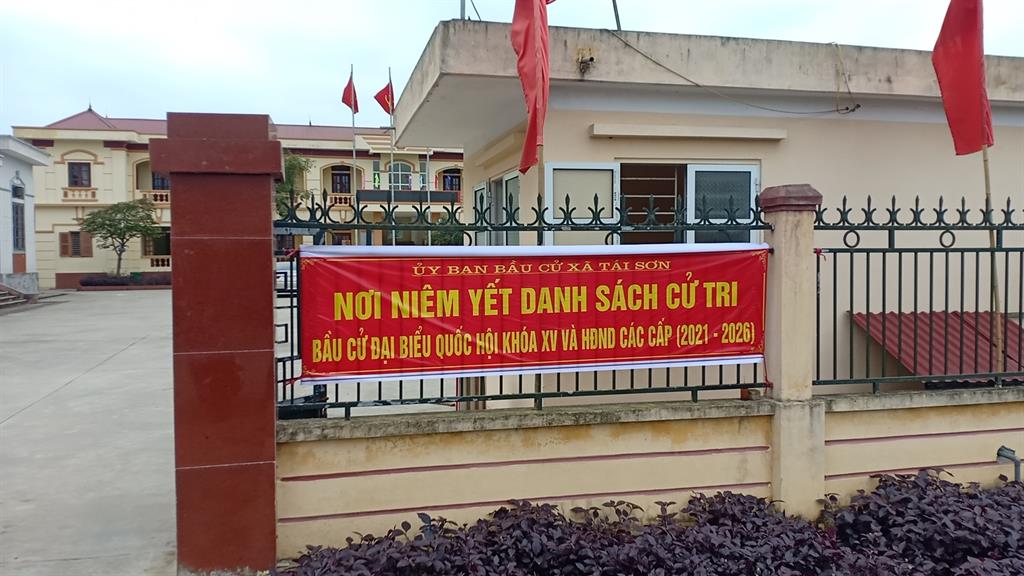 ỦY BAN BẦU CỬ XÃ TÁI SƠN
NƠI NIÊM YẾT DANH SÁCH CỬ TRI
BẦU CỬ ĐẠI BIỂU QUỐC HỘI KHÓA XV VÀ HĐND CÁC CẤP (2021 - 2026)